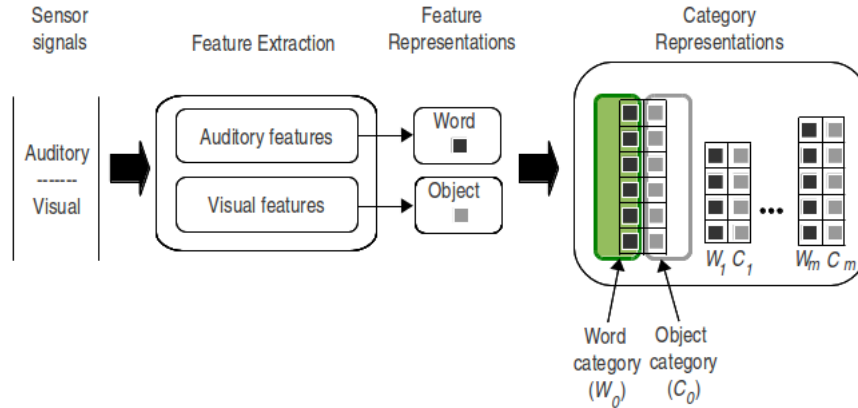 Sensor
signals
Feature Extraction
Feature
Representations
Category
Representations
Auditory
-------
Visual
Auditory features
Visual features
Word
Object
...
W1 C1
Wm Cm
Word
category
(W0)
Object
category
(C0)